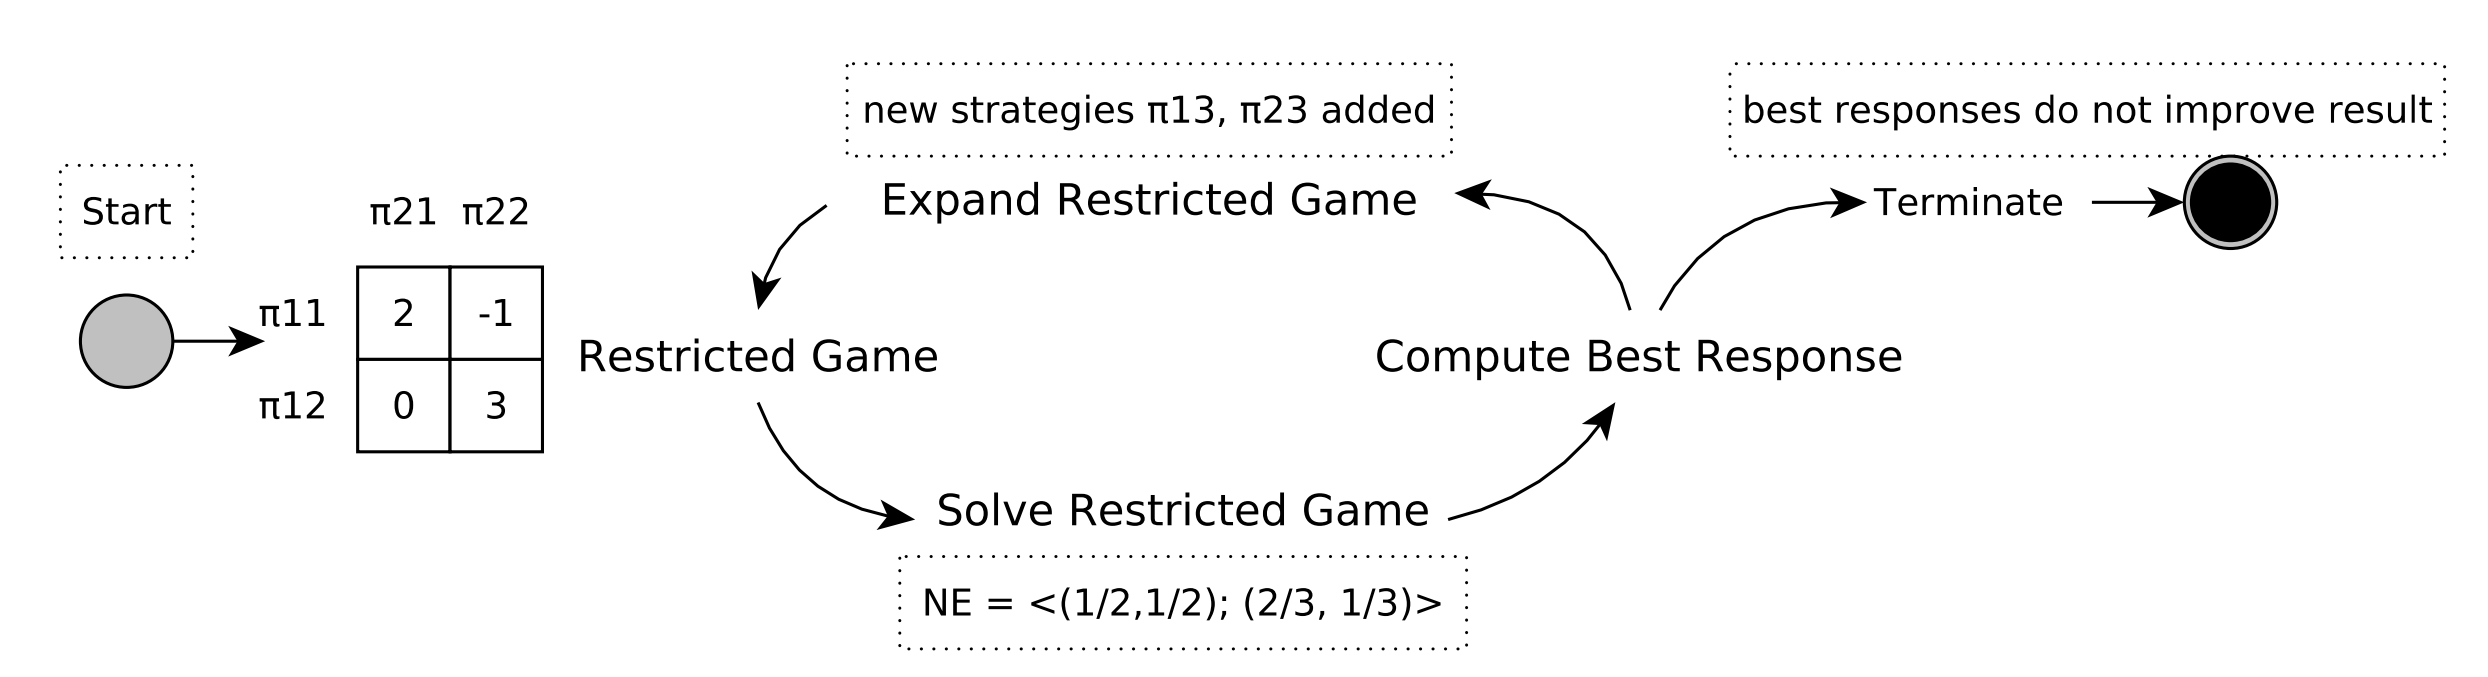 Start
π21 π22
π11 2 -1
π12 0 3
Restricted Game
new strategies π13, π23 added
Expand Restricted Game
Solve Restricted Game
NE = <(1/2,1/2); (2/3, 1/3)>
Compute Best Response
best responses do not improve result
Terminate